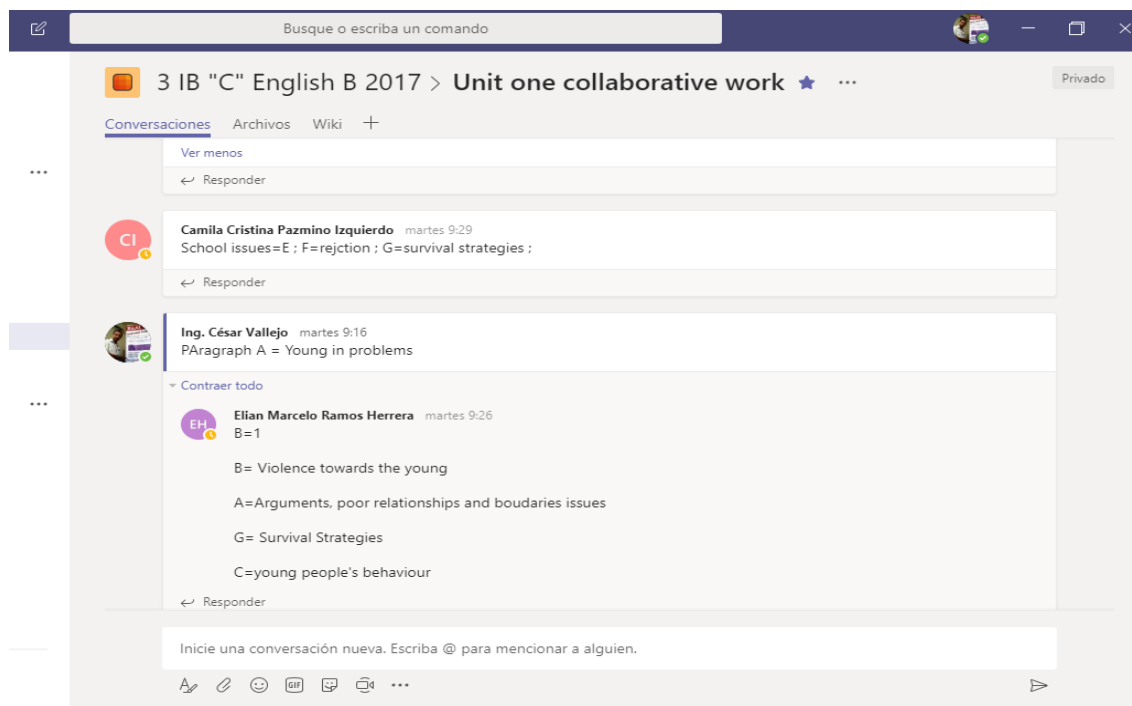 Busque o escriba un comando
3 IB "C" English B 2017 > Unit one collaborative work
Privado
Conversaciones Archivos Wiki +
Ver menos
Responder
CI
Camila Cristina Pazmino Izquierdo martes 9:29
School issues=E ; F=rejction ; G=survival strategies ;
Responder
Ing. César Vallejo martes 9:16
PAragraph A = Young in problems
Contraer todo
EH
Elian Marcelo Ramos Herrera martes 9:26
B=1
B= Violence towards the young
A=Arguments, poor relationships and boudaries issues
G= Survival Strategies
C=young people's behaviour
Responder
Inicie una conversación nueva. Escriba @ para mencionar a alguien.
GIF